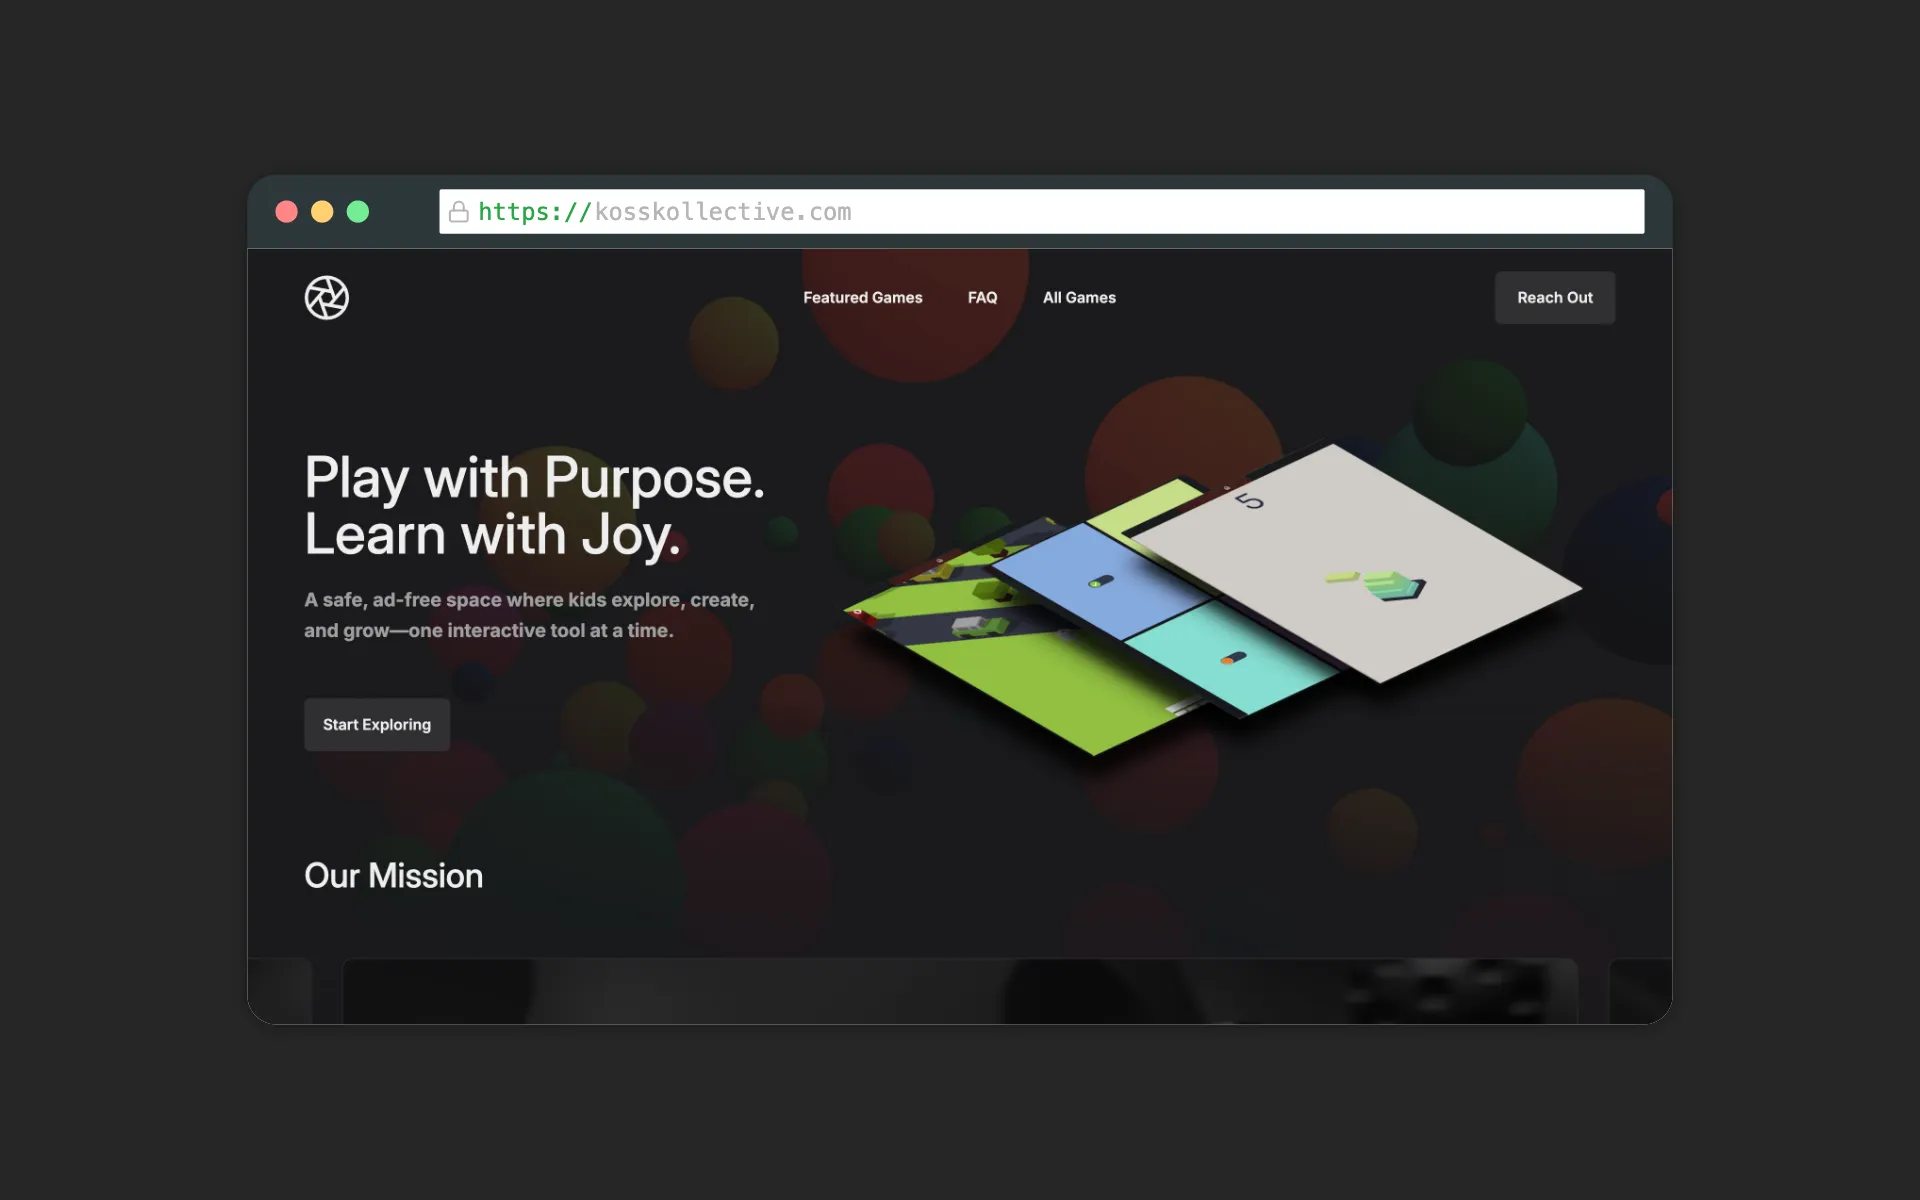 https://kosskollective.com
Featured Games
FAQ
All Games
Reach Out
Play with Purpose.
Learn with Joy.
A safe, ad-free space where kids explore, create,
and grow—one interactive tool at a time.
5
Start Exploring
Our Mission